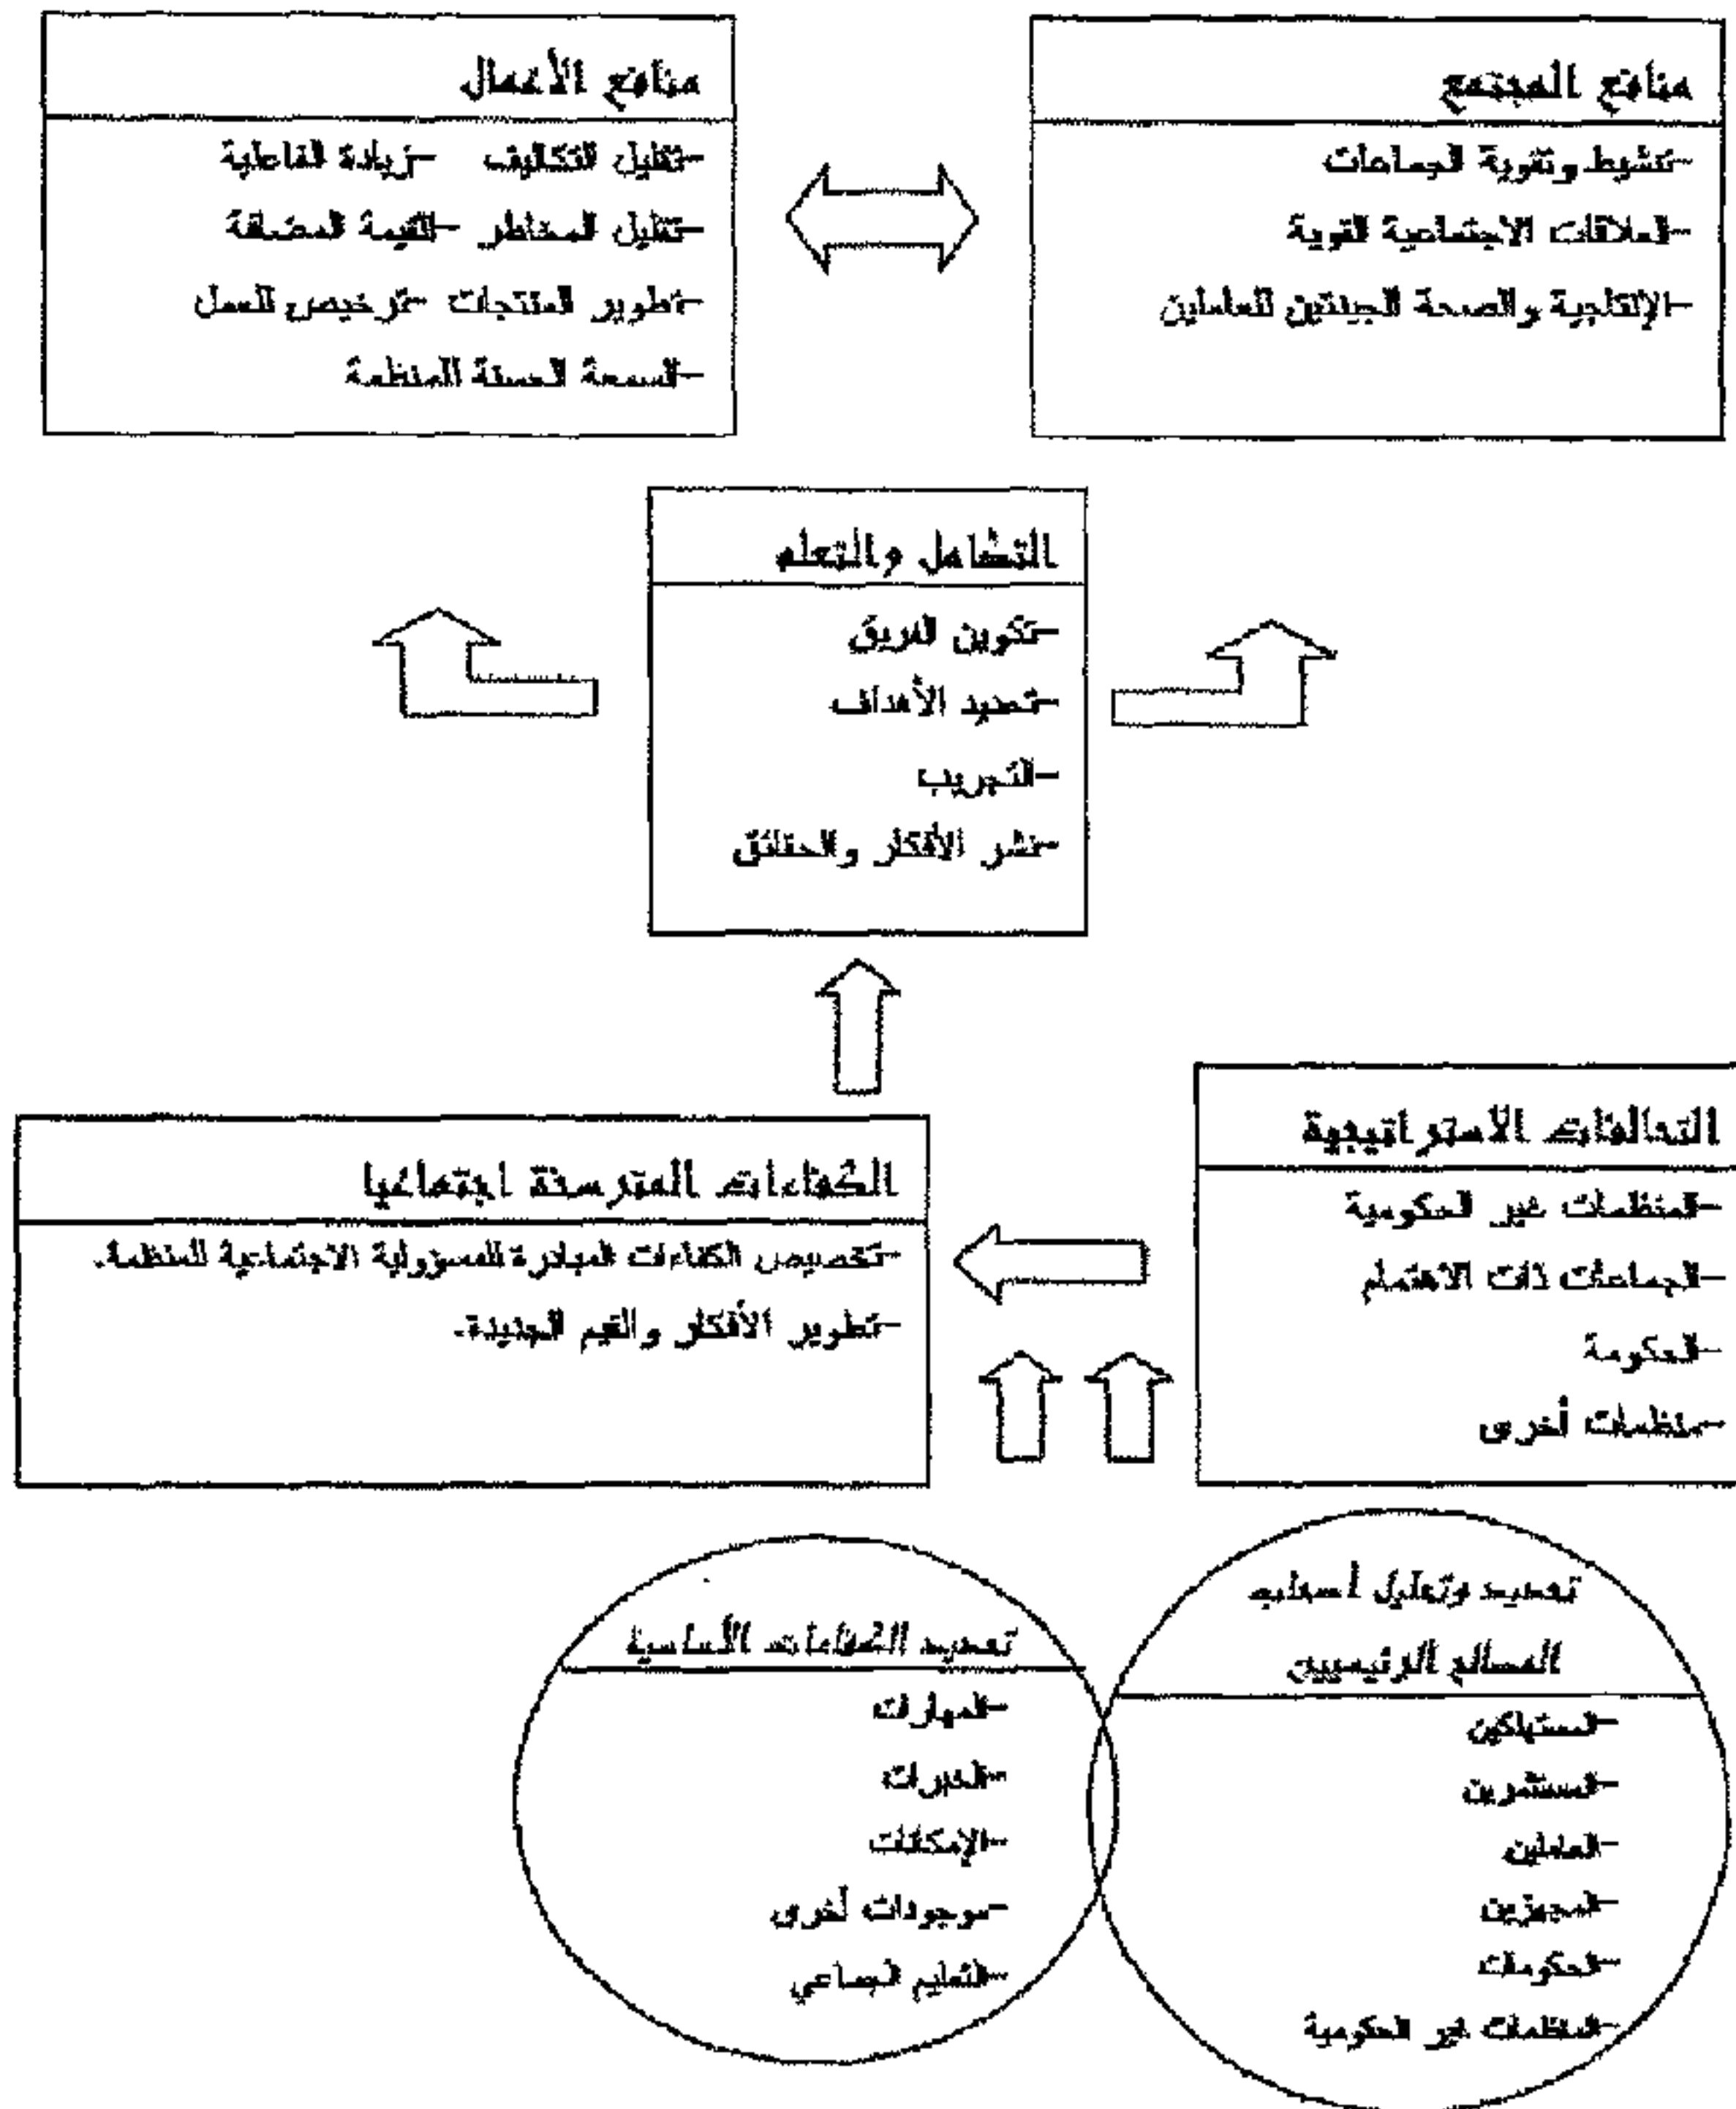 منافع المجتمع
-تنشيط وتقوية الجماعات
-العلاقات الاجتماعية القوية
-الإنتاجية والصحة الجيدتين للعاملين
منافع الأعمال
-تقليل التكاليف -زيادة الفاعلية
-تقليل المخاطر -القيمة المضافة
-تطوير المنتجات -ترخيص للعمل
-السمعة الحسنة للمنظمة
التكامل والتعلم
-تكوين الفريق
-تحديد الأهداف
-التجريب
-نشر الأفكار والحقائق
التحالفات الاستراتيجية
-المنظمات غير الحكومية
-الجماعات ذات الاهتمام
-الحكومة
-منظمات أخرى
الكفاءات المترسخة اجتماعيا
-تخصيص الكفاءات المبادرة للمسؤولية الاجتماعية للمنظمة.
-تطوير الأفكار والقيم الجديدة.
تحديد وتحليل أصحاب
المصالح الرئيسيين
-المستهلكين
-المستثمرين
-العاملين
-المجهزين
-الحكومات
-المنظمات غير الحكومية
تحديد الكفاءات الأساسية
-المهارات
-الخبرات
-الإمكانات
-موجودات أخرى
-التعليم الجماعي